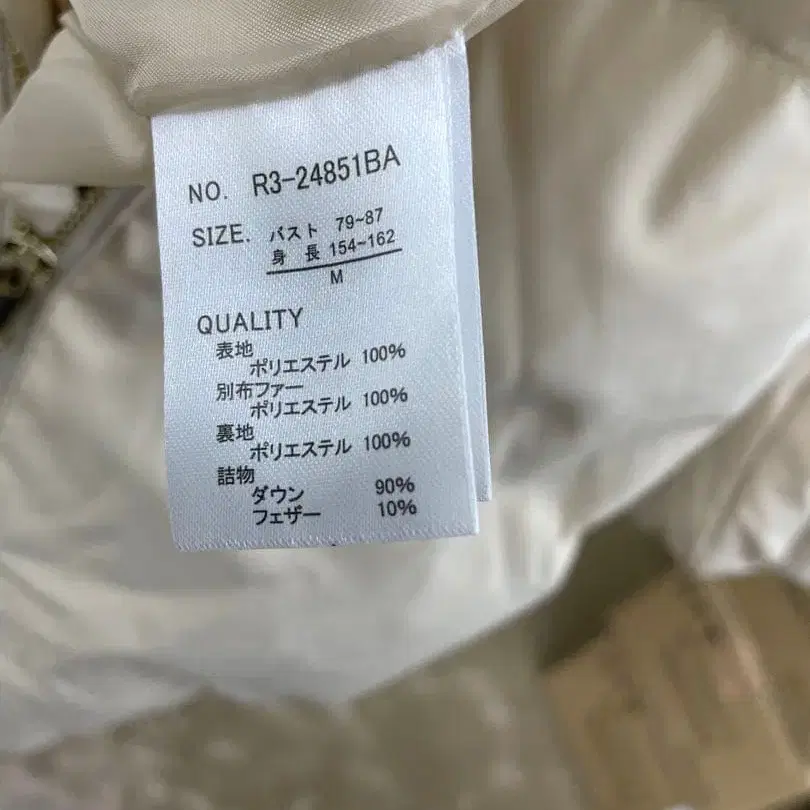 NO. R3-24851BA
SIZE. バスト 79~87
身 長 154~162
M
QUALITY
表地
ポリエステル 100%
別布ファー
ポリエステル 100%
裏地
ポリエステル 100%
詰物
ダウン 90%
フェザー 10%